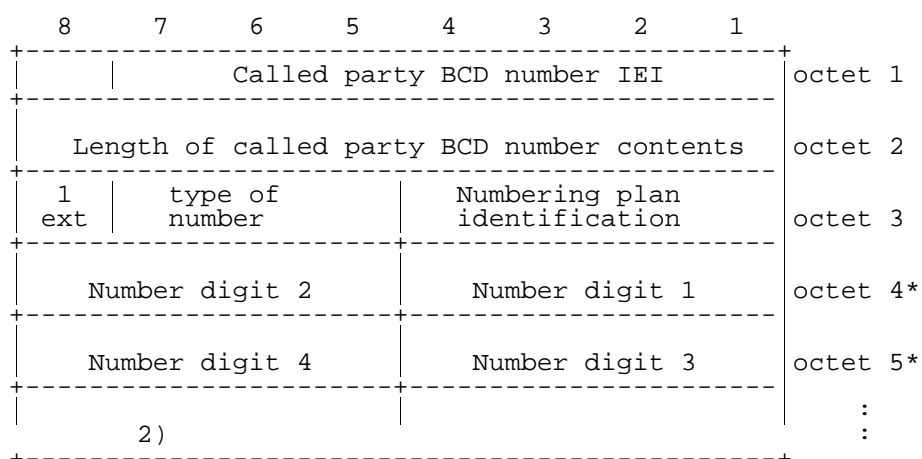 8 7 6 5 4 3 2 1
Called party BCD number IEI octet 1
Length of called party BCD number contents octet 2
1 type of Numbering plan
ext number identification octet 3
Number digit 2 Number digit 1 octet 4*
Number digit 4 Number digit 3 octet 5*
:
2) :